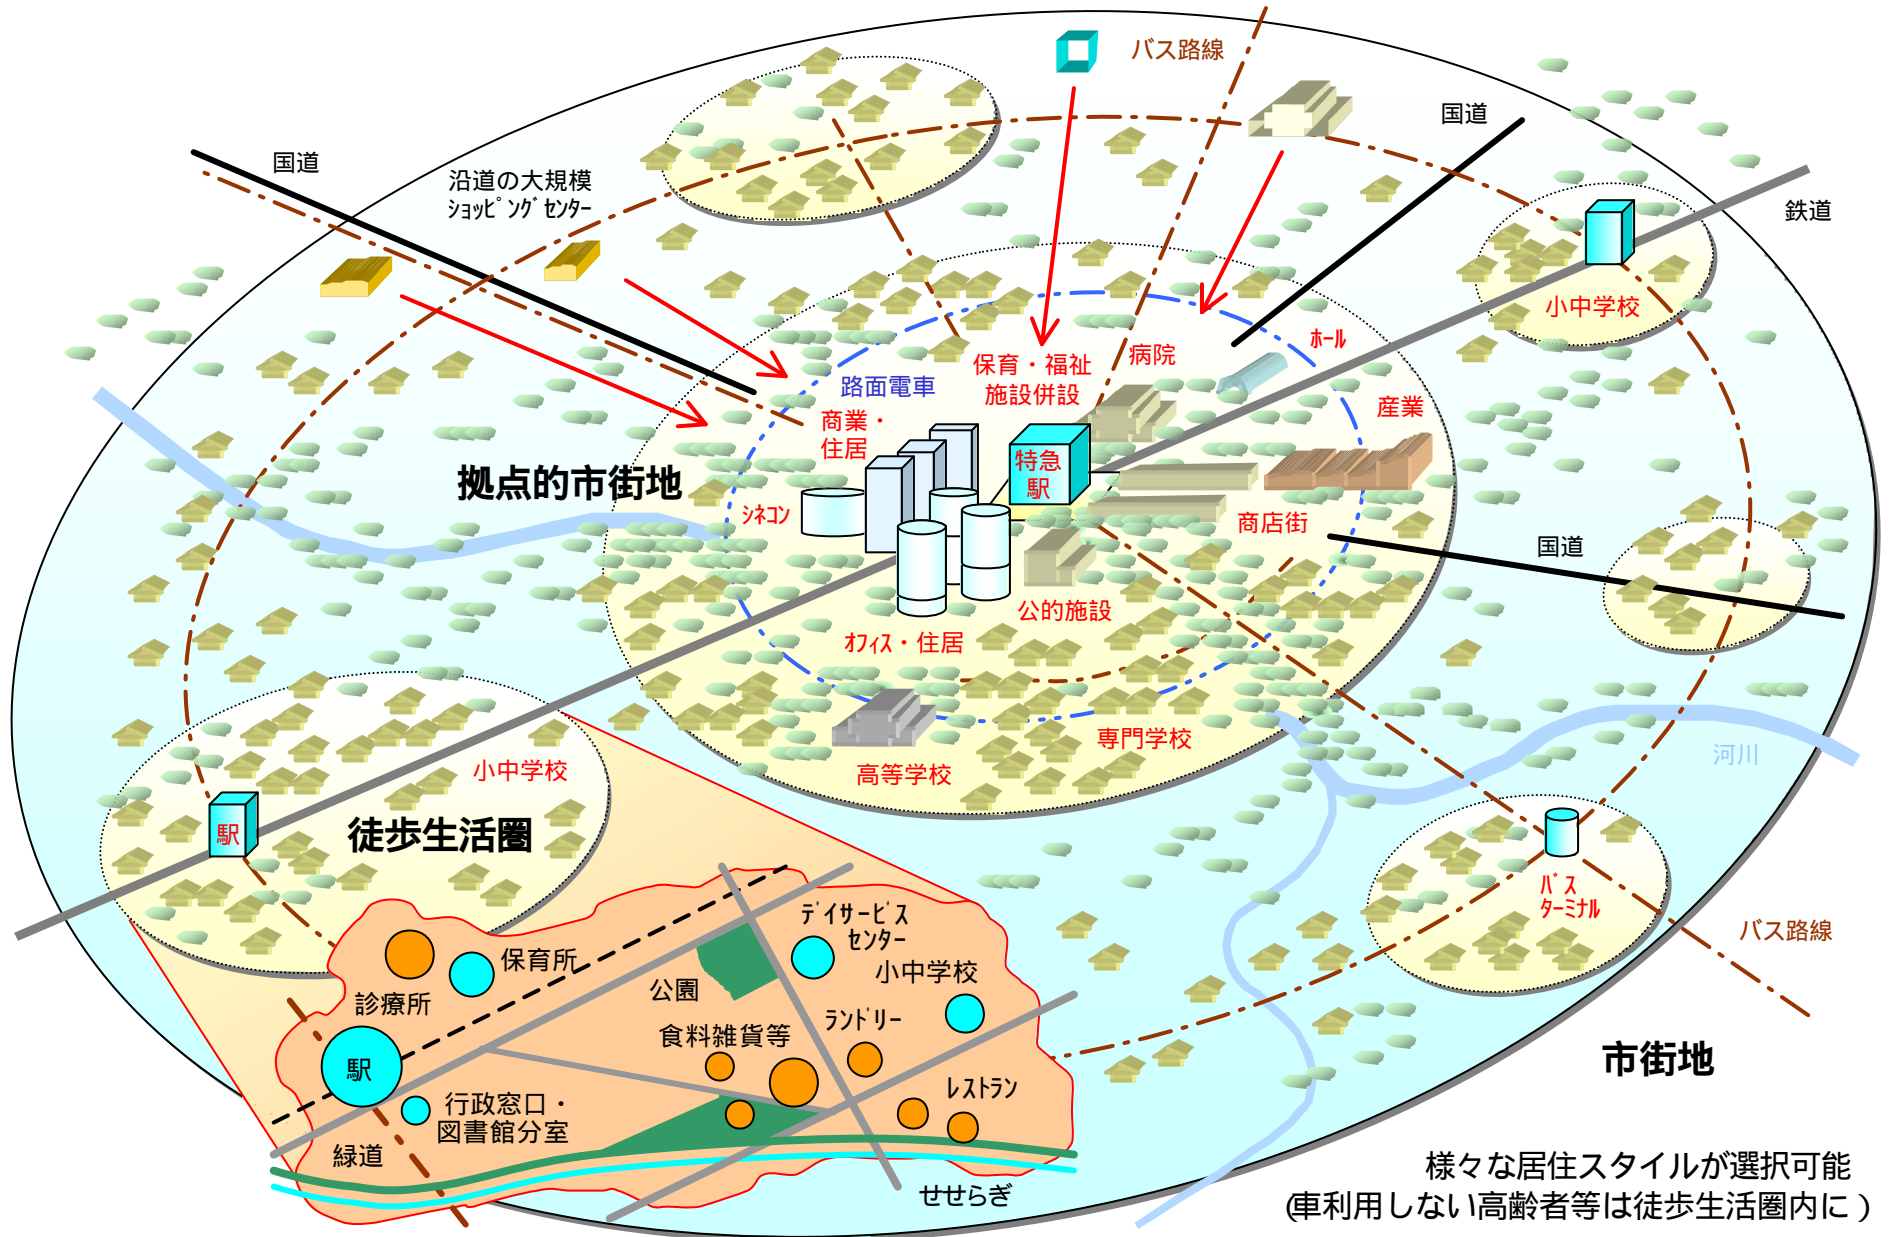 バス路線
国道
国道
沿道の大規模
ｼｮｯﾋﾟﾝｸﾞｾﾝﾀｰ
鉄道
小中学校
ホール
病院
保育・福祉
施設併設
路面電車
商業・
住居
産業
特急
駅
拠点的市街地
ｼﾈｺﾝ
商店街
国道
公的施設
ｵﾌｨｽ・住居
専門学校
高等学校
河川
小中学校
駅
徒歩生活圏
ﾊﾞｽ
ﾀｰﾐﾅﾙ
バス路線
ﾃﾞｲｻｰﾋﾞｽ
ｾﾝﾀｰ
保育所
小中学校
公園
診療所
ﾗﾝﾄﾞﾘｰ
食料雑貨等
駅
ﾚｽﾄﾗﾝ
行政窓口・
図書館分室
緑道
せせらぎ
市街地
様々な居住スタイルが選択可能
(車利用しない高齢者等は徒歩生活圏内に)